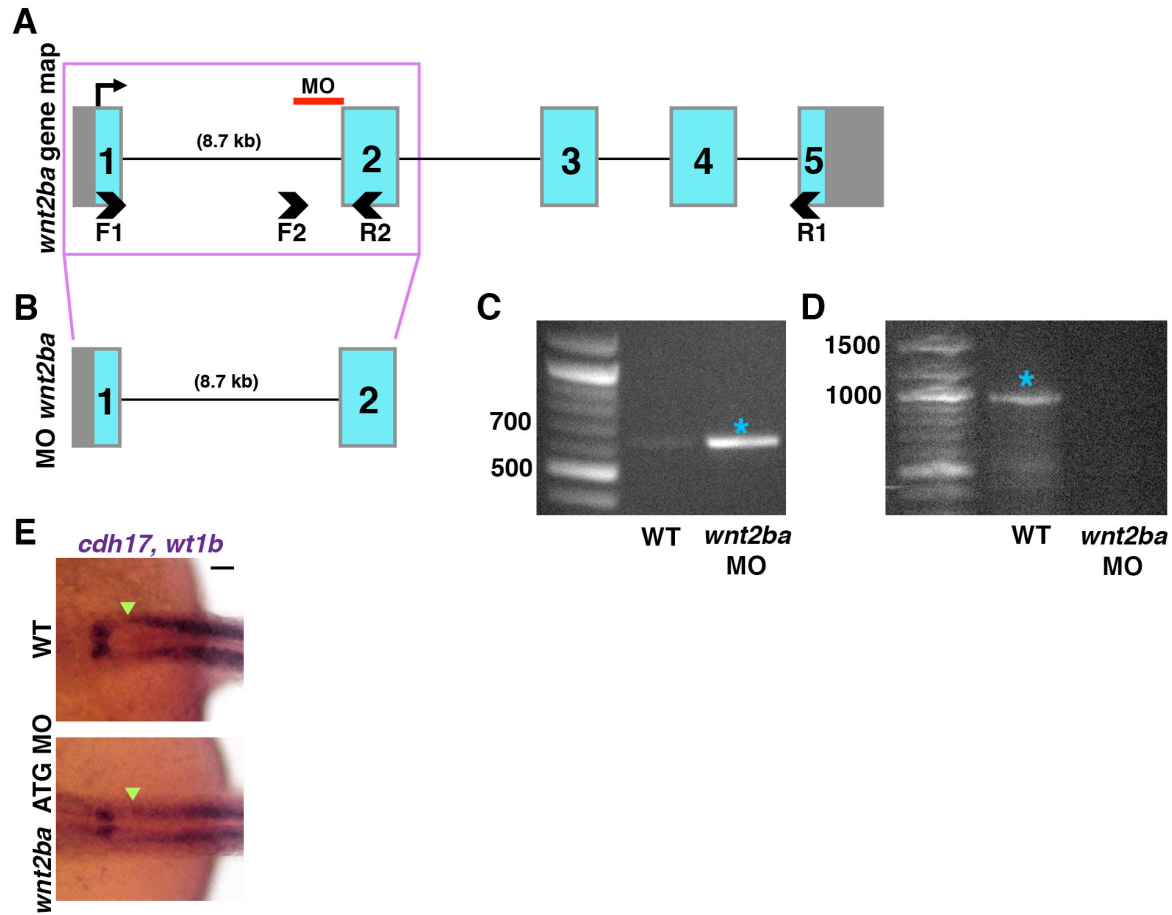 A
wnt2ba gene map
MO
(8.7 kb)
1
2
3
4
5
F1
F2
R2
R1
B
MO wnt2ba
(8.7 kb)
1
2
C
700
500
WT
wnt2ba
MO
D
1500
1000
*
*
WT
wnt2ba
MO
E
cdh17, wt1b
WT
wnt2ba ATG MO